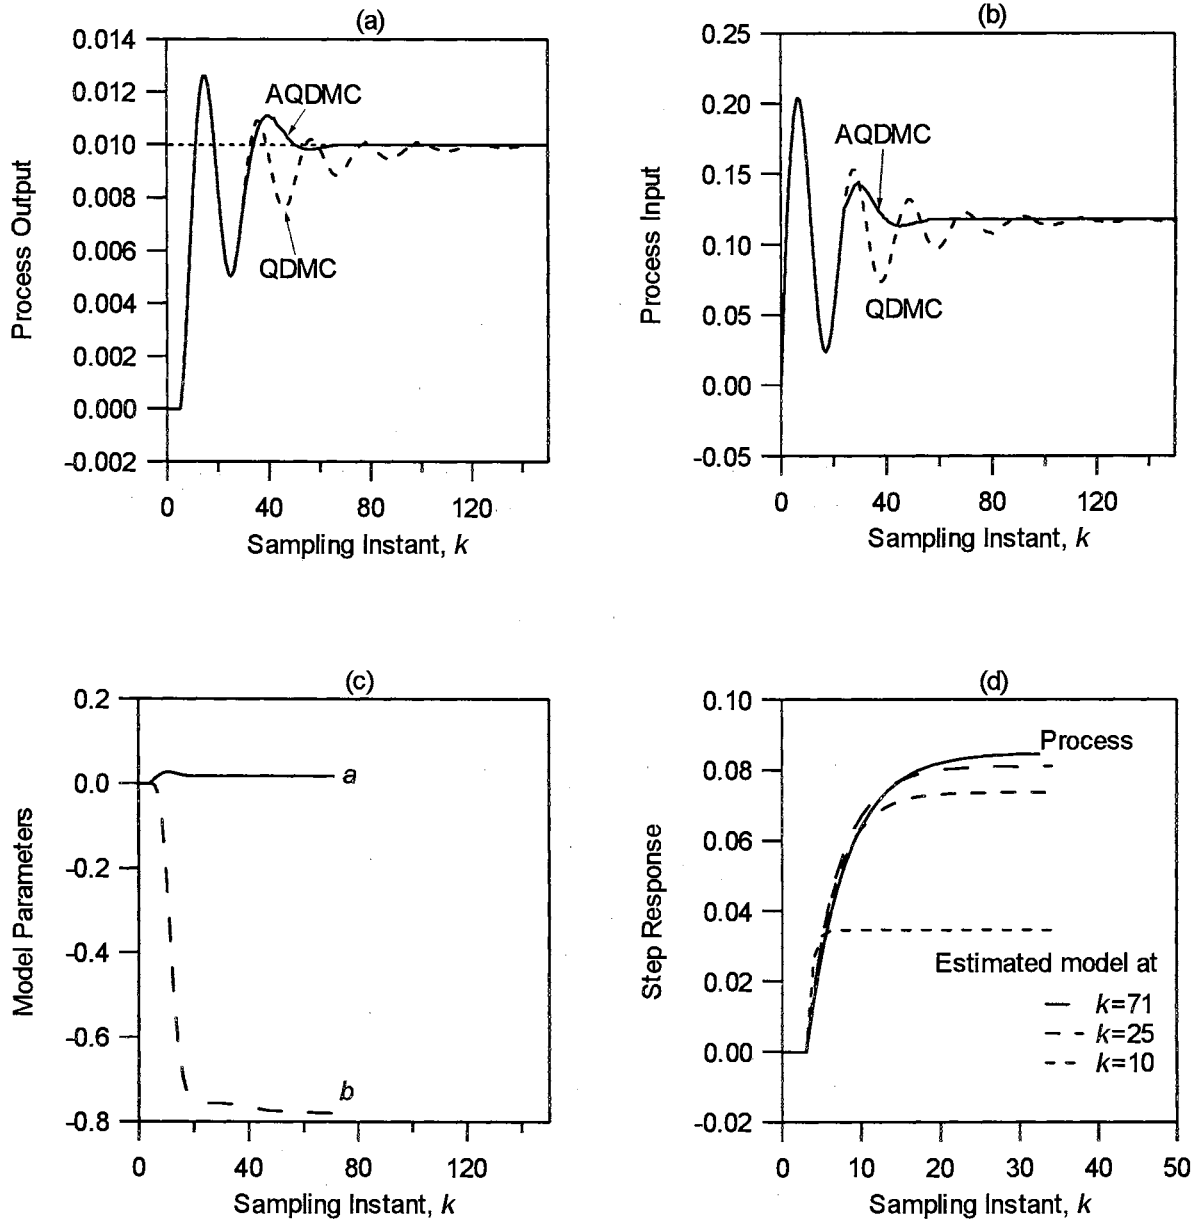 (a)
0.014
0.012
0.010
0.008
0.006
0.004
0.002
0.000
-0.002
Process Output
AQDMC
QDMC
0 40 80 120
Sampling Instant, k
(b)
0.25
0.20
0.15
0.10
0.05
0.00
-0.05
Process Input
AQDMC
QDMC
0 40 80 120
Sampling Instant, k
(c)
0.2
0.0
-0.2
-0.4
-0.6
-0.8
Model Parameters
a
b
0 40 80 120
Sampling Instant, k
(d)
0.10
0.08
0.06
0.04
0.02
0.00
-0.02
Step Response
Process
Estimated model at
k=71
k=25
k=10
0 10 20 30 40 50
Sampling Instant, k